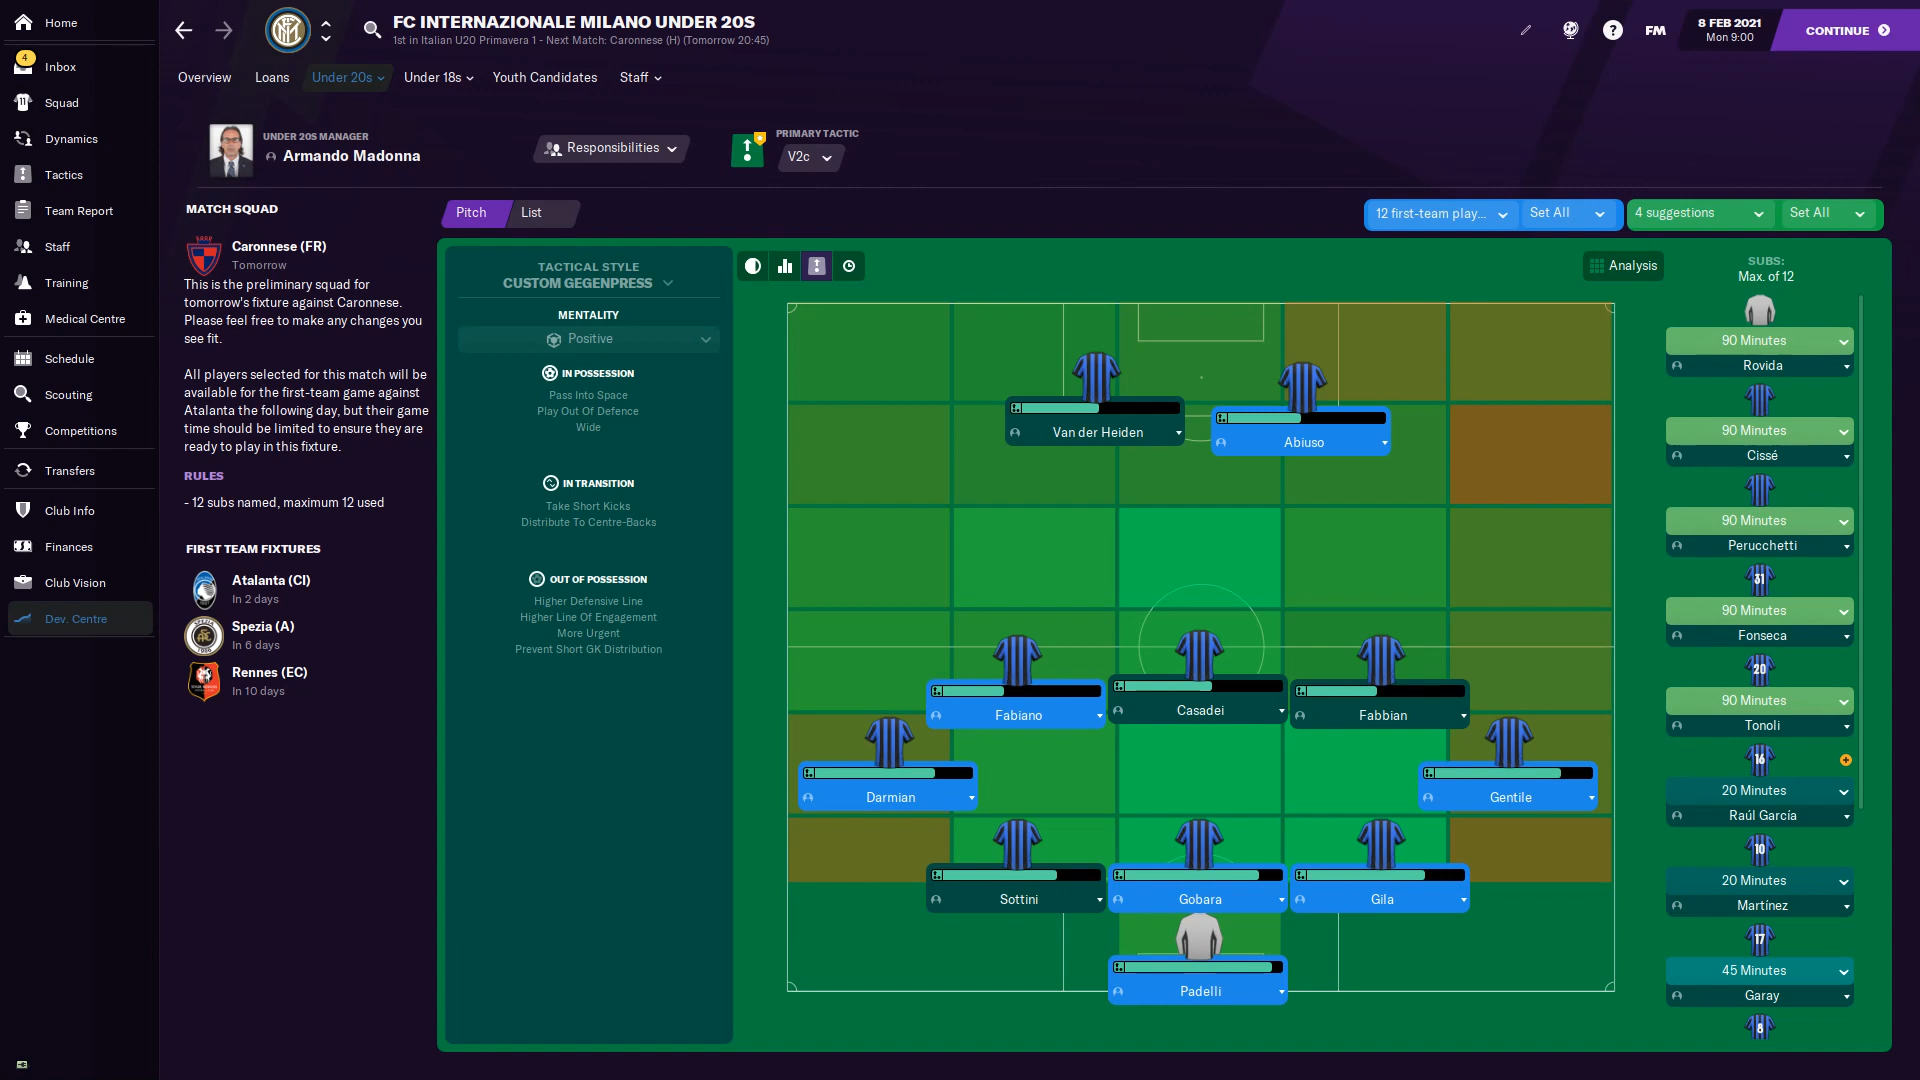 Home
4
Inbox
Squad
Dynamics
Tactics
Team Report
Staff
Training
Medical Centre
Schedule
Scouting
Competitions
Transfers
Club Info
Finances
Club Vision
Dev. Centre
FC INTERNAZIONALE MILANO UNDER 20S
1st in Italian U20 Primavera 1 - Next Match: Caronnese (H) (Tomorrow 20:45)
FM
8 FEB 2021
Mon 9:00
CONTINUE
Overview Loans Under 20s Under 18s Youth Candidates Staff
UNDER 20S MANAGER
Armando Madonna
Responsibilities
PRIMARY TACTIC
V2c
MATCH SQUAD
Caronnese (FR)
Tomorrow
This is the preliminary squad for
tomorrow's fixture against Caronnese.
Please feel free to make any changes you
see fit.
All players selected for this match will be
available for the first-team game against
Atalanta the following day, but their game
time should be limited to ensure they are
ready to play in this fixture.
RULES
- 12 subs named, maximum 12 used
FIRST TEAM FIXTURES
Atalanta (CI)
In 2 days
Spezia (A)
In 6 days
Rennes (EC)
In 10 days
Pitch List
12 first-team play... Set All
4 suggestions Set All
TACTICAL STYLE
CUSTOM GEGENPRESS
MENTALITY
Positive
IN POSSESSION
Pass Into Space
Play Out Of Defence
Wide
IN TRANSITION
Take Short Kicks
Distribute To Centre-Backs
OUT OF POSSESSION
Higher Defensive Line
Higher Line Of Engagement
More Urgent
Prevent Short GK Distribution
Analysis
Van der Heiden
Abiuso
Fabiano
Casadei
Fabbian
Darmian
Gentile
Sottini
Gobara
Gila
Padelli
SUBS:
Max. of 12
90 Minutes
Rovida
90 Minutes
Cissé
90 Minutes
Perucchetti
31
90 Minutes
Fonseca
20
90 Minutes
Tonoli
16
20 Minutes
Raúl García
10
20 Minutes
Martínez
17
45 Minutes
Garay
8